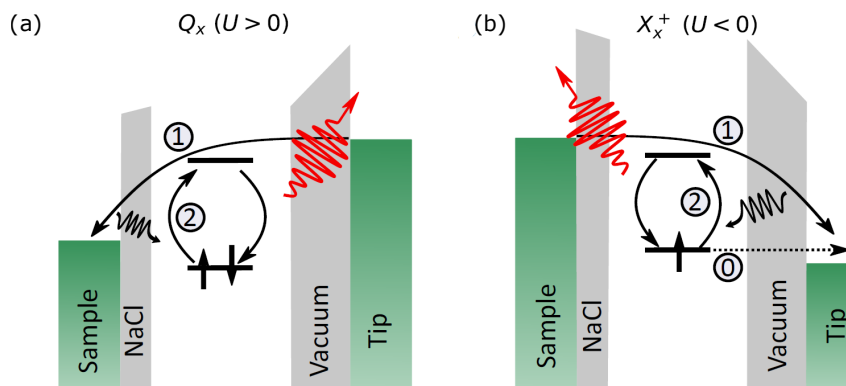 (a)
Qx (U > 0)
1
2
Sample
NaCl
Vacuum
Tip
(b)
Xx+ (U < 0)
1
2
0
Sample
NaCl
Vacuum
Tip